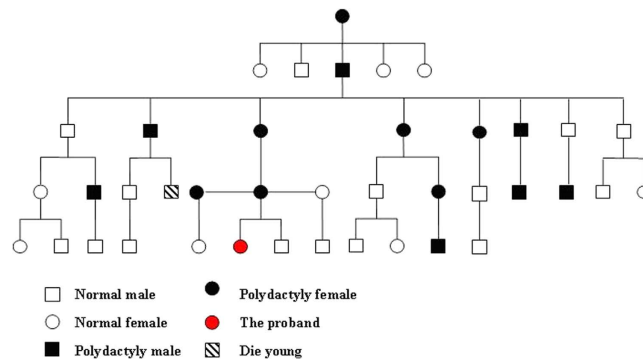 Normal male
Polydactyly female
Normal female
The proband
Polydactyly male
Die young